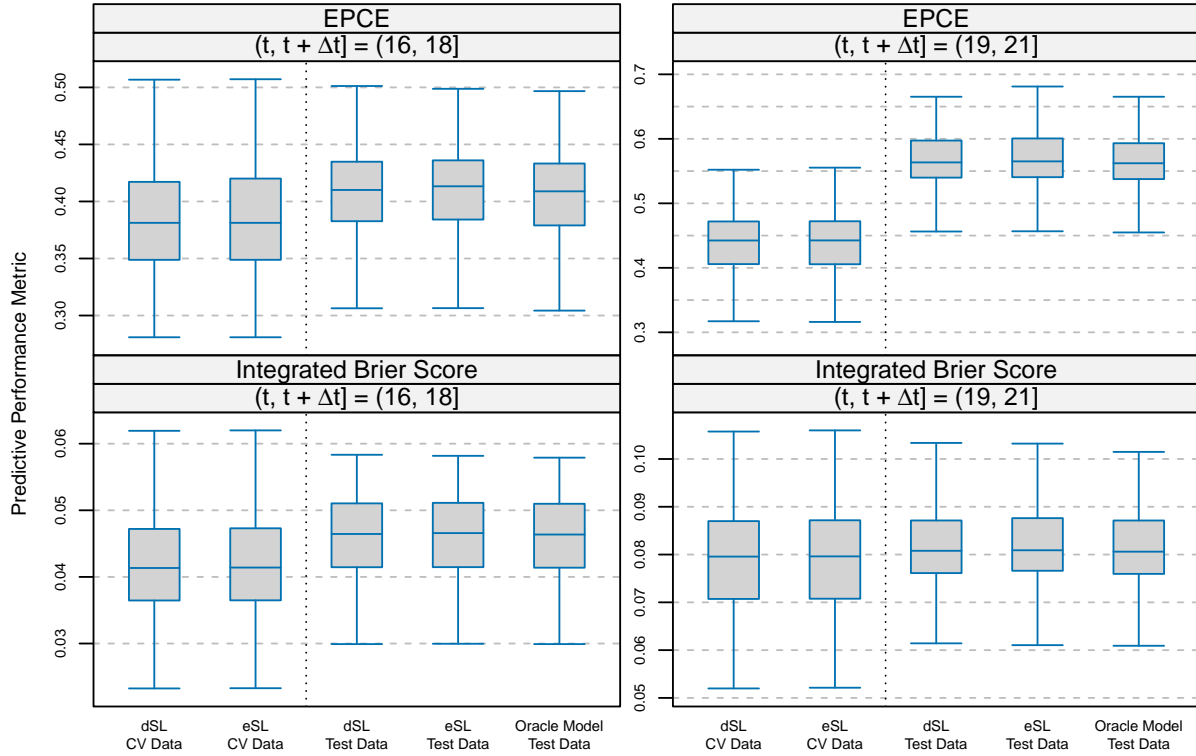 EPCE
(t, t + Δt] = (16, 18]
0.50
0.45
0.40
0.35
0.30
EPCE
(t, t + Δt] = (19, 21]
0.7
0.6
0.5
0.4
0.3
Predictive Performance Metric
Integrated Brier Score
(t, t + Δt] = (16, 18]
0.06
0.05
0.04
0.03
Integrated Brier Score
(t, t + Δt] = (19, 21]
0.10
0.09
0.08
0.07
0.06
0.05
dSL
CV Data
eSL
CV Data
dSL
Test Data
eSL
Test Data
Oracle Model
Test Data
dSL
CV Data
eSL
CV Data
dSL
Test Data
eSL
Test Data
Oracle Model
Test Data